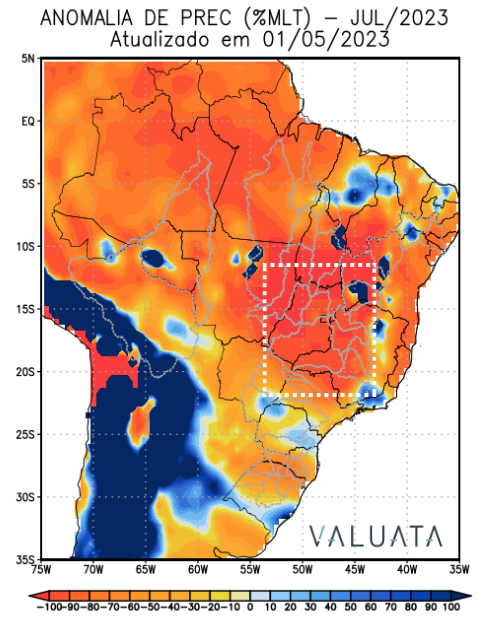 ANOMALIA DE PREC (%MLT) – JUL/2023
Atualizado em 01/05/2023
5N
EQ
5S
10S
15S
20S
25S
30S
35S
VALUATA
75W 70W 65W 60W 55W 50W 45W 40W 35W
-100 -90 -80 -70 -60 -50 -40 -30 -20 -10 0 10 20 30 40 50 60 70 80 90 100